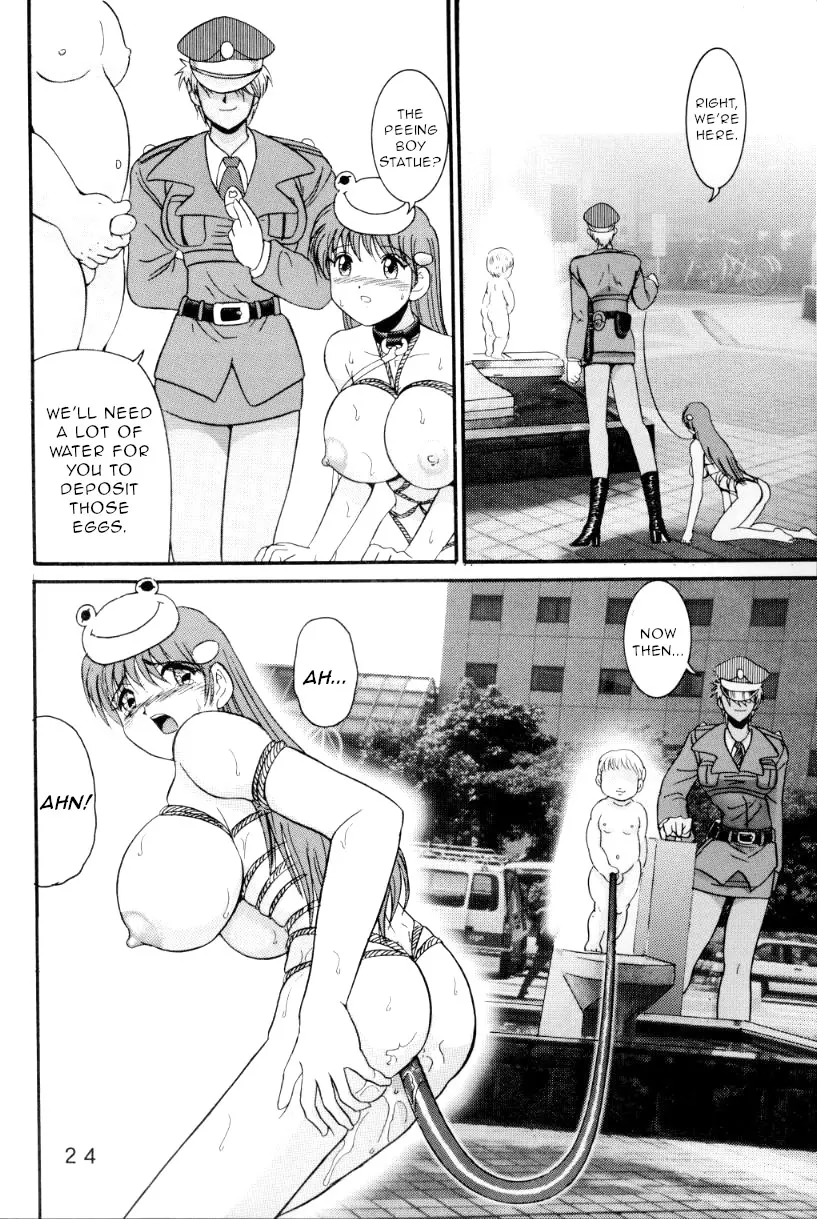 THE
PEEING
BOY
STATUE?
WE'LL NEED
A LOT OF
WATER FOR
YOU TO
DEPOSIT
THOSE
EGGS.
RIGHT,
WE'RE
HERE.
AH...
AHN!
NOW
THEN...
24